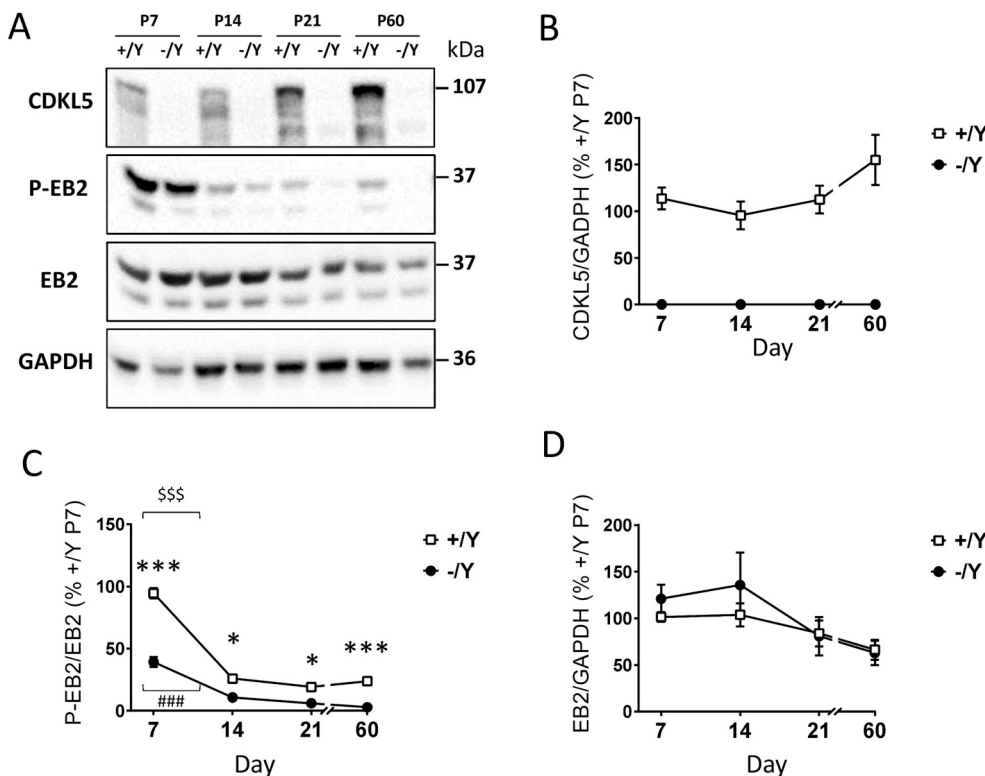 A
P7 P14 P21 P60
+/Y -/Y +/Y -/Y +/Y -/Y +/Y -/Y kDa
CDKL5
107
P-EB2
37
EB2
37
GAPDH
36
B
CDKL5/GADPH (% +/Y P7)
200
150
100
50
0
7 14 21 60
Day
+/Y
-/Y
C
P-EB2/EB2 (% +/Y P7)
$$$
150
100
50
0
***
*
*
***
###
7 14 21 60
Day
+/Y
-/Y
D
EB2/GAPDH (% +/Y P7)
200
150
100
50
0
7 14 21 60
Day
+/Y
-/Y